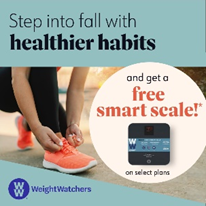 Step into fall with
healthier habits
and get a
free
smart scale!*
on select plans
W
WeightWatchers